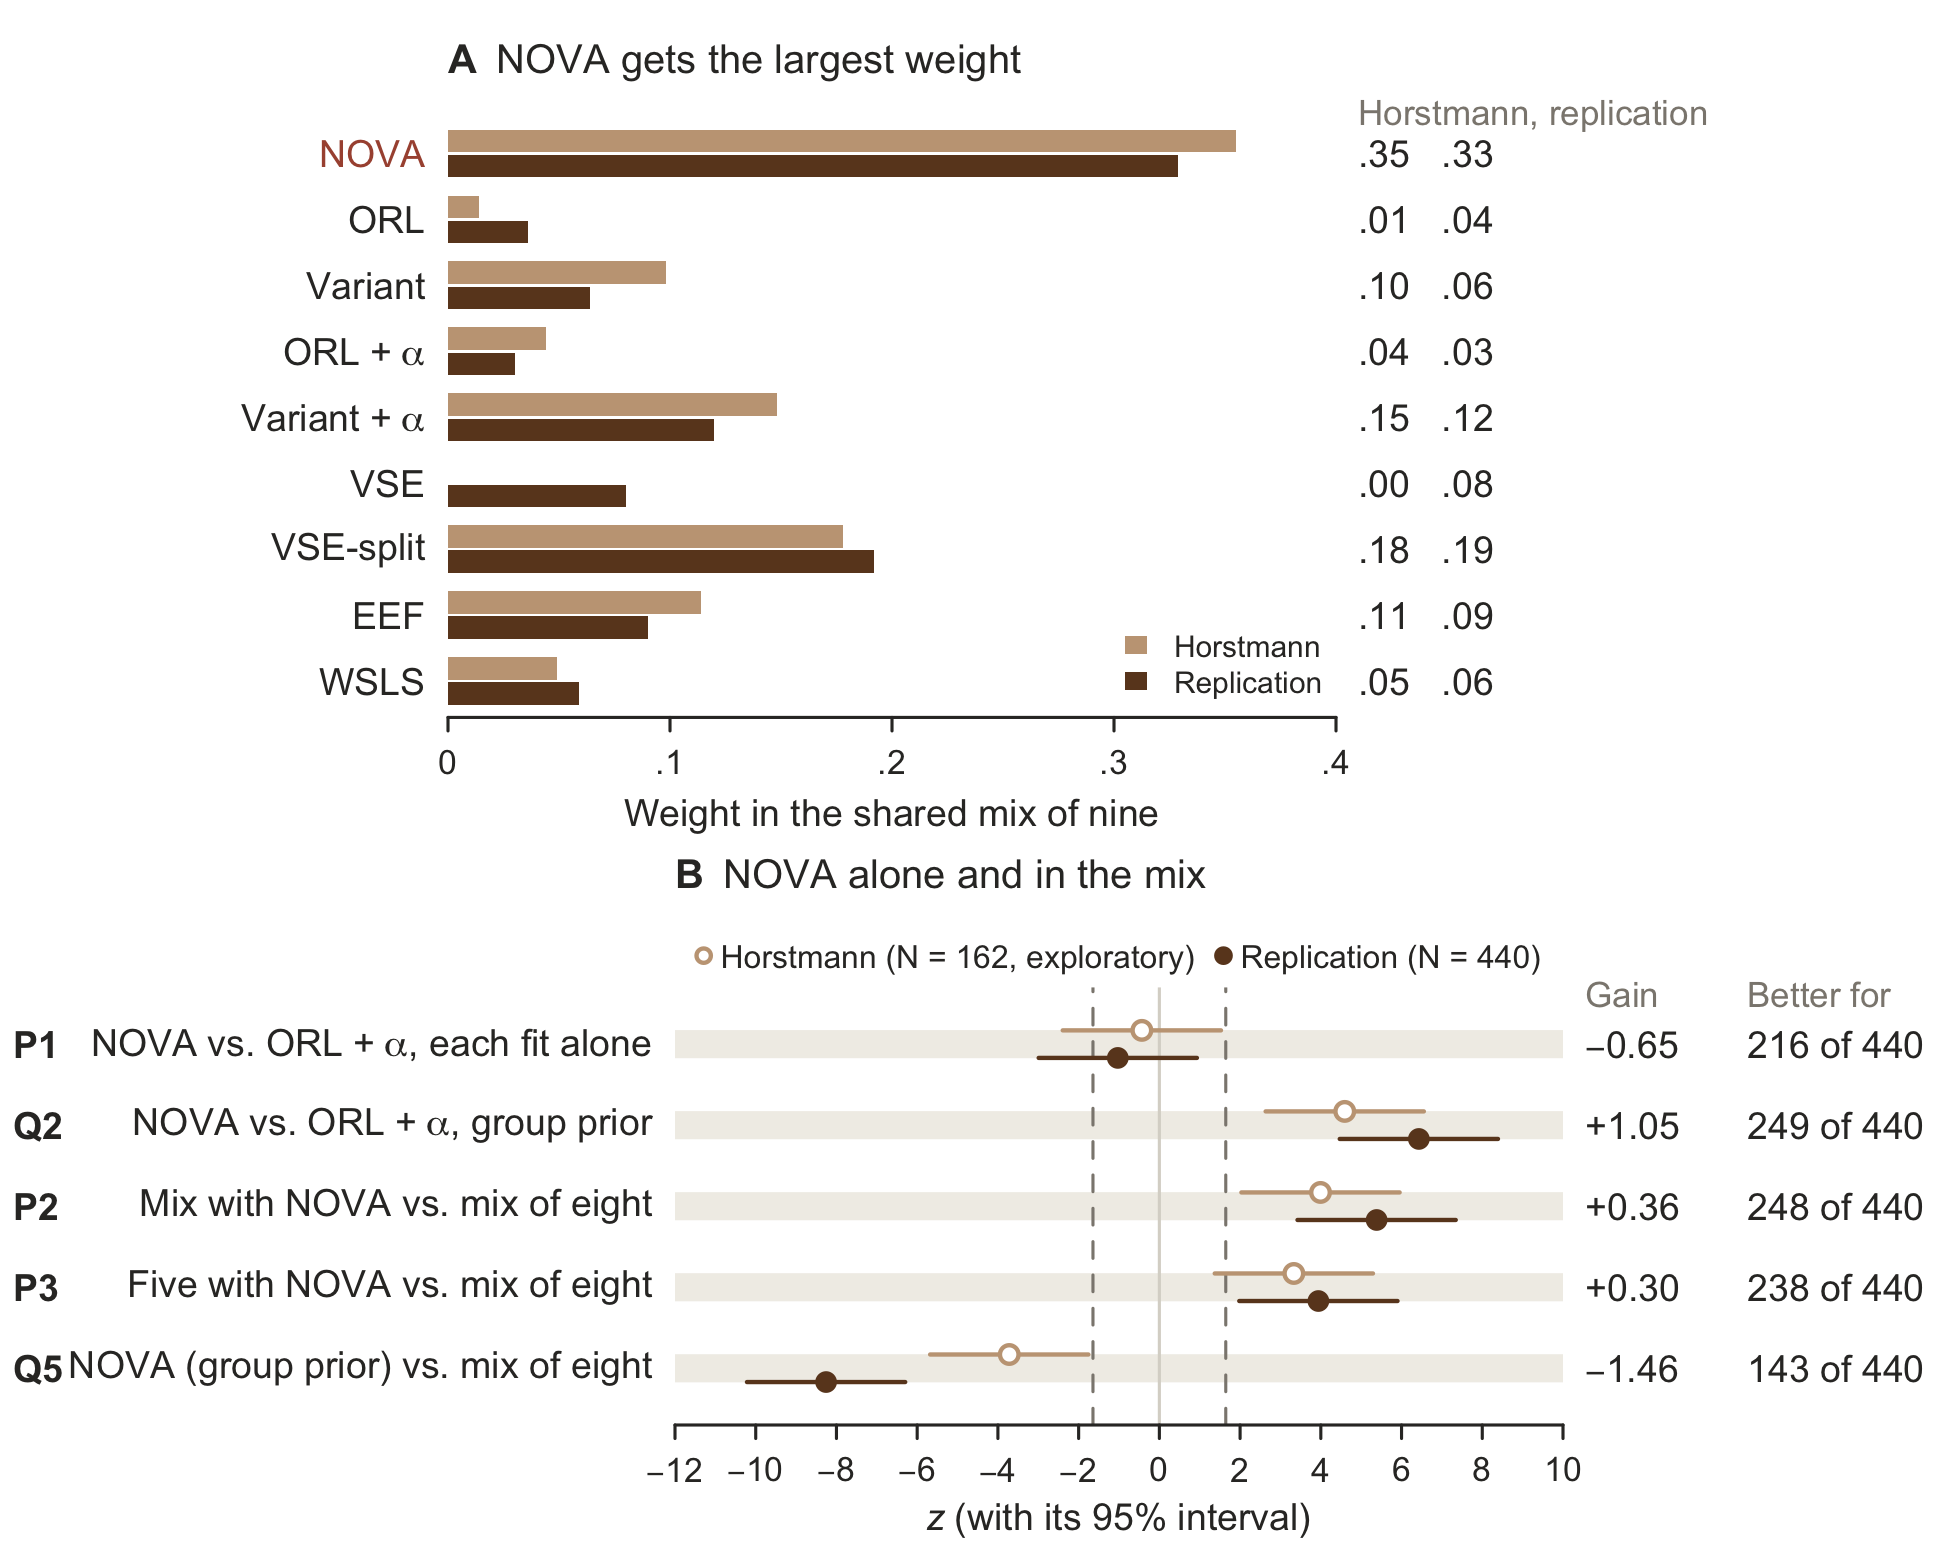 A NOVA gets the largest weight
Horstmann, replication
NOVA .35 .33
ORL .01 .04
Variant .10 .06
ORL + α .04 .03
Variant + α .15 .12
VSE .00 .08
VSE-split .18 .19
EEF .11 .09
Horstmann
Replication
WSLS .05 .06
0 .1 .2 .3 .4
Weight in the shared mix of nine
B NOVA alone and in the mix
Horstmann (N = 162, exploratory) Replication (N = 440)
Gain Better for
P1 NOVA vs. ORL + α, each fit alone −0.65 216 of 440
Q2 NOVA vs. ORL + α, group prior +1.05 249 of 440
P2 Mix with NOVA vs. mix of eight +0.36 248 of 440
P3 Five with NOVA vs. mix of eight +0.30 238 of 440
Q5 NOVA (group prior) vs. mix of eight −1.46 143 of 440
−12 −10 −8 −6 −4 −2 0 2 4 6 8 10
z (with its 95% interval)